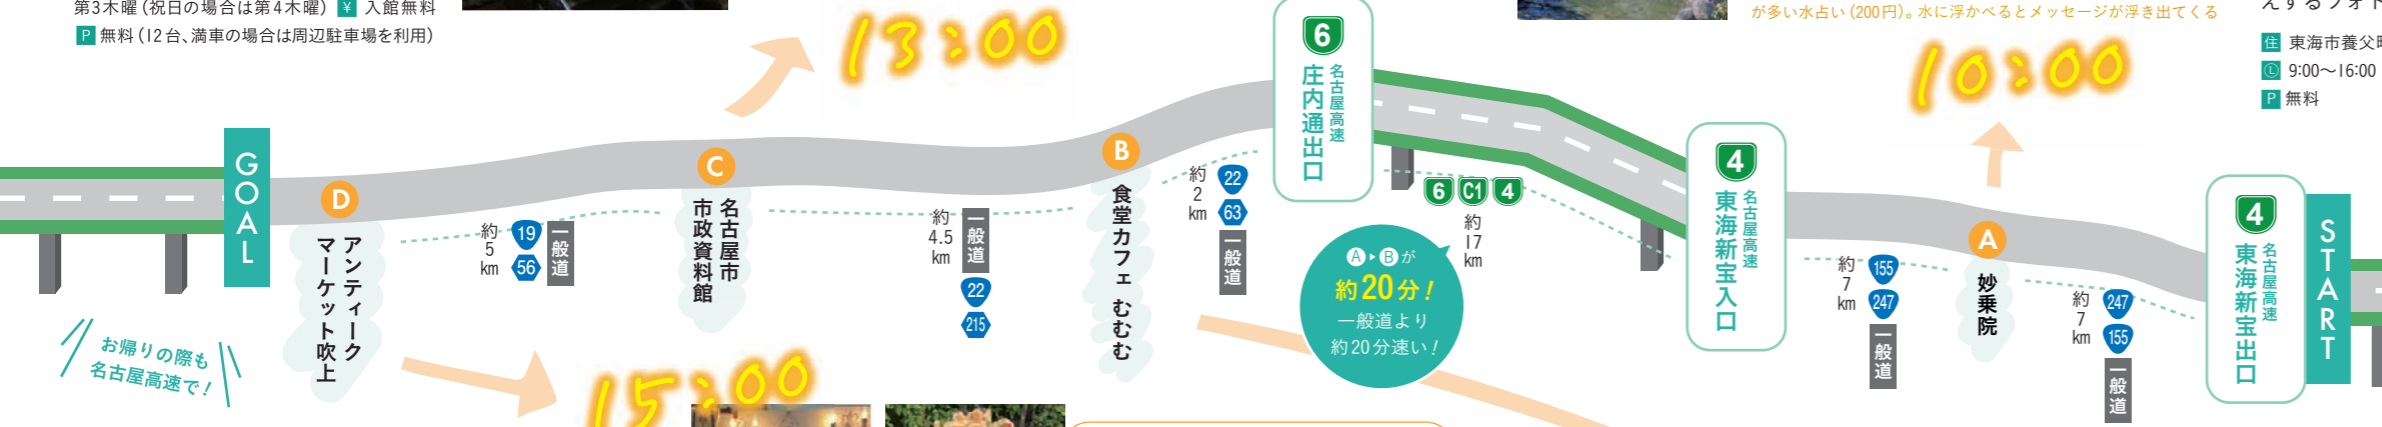 第3木曜(祝日の場合は第4木曜) ¥ 入館無料
P 無料(12台、満車の場合は周辺駐車場を利用)
が多い水占い(200円)。水に浮かべるとメッセージが浮き出てくる
えするフォト
住 東海市養父町
L 9:00〜16:00
P 無料
START
4
名古屋高速
東海新宝出口
約7km
247
155
一般道
10:00
A
妙乗院
約7km
155
247
一般道
4
名古屋高速
東海新宝入口
6 C1 4
約17km
A▶Bが
約20分!
一般道より
約20分速い!
6
名古屋高速
庄内通出口
約2km
22
63
一般道
B
食堂カフェ むむむ
約4.5km
一般道
22
215
13:00
C
名古屋市
市政資料館
約5km
19
56
一般道
D
アンティーク
マーケット吹上
15:00
GOAL
お帰りの際も
名古屋高速で!